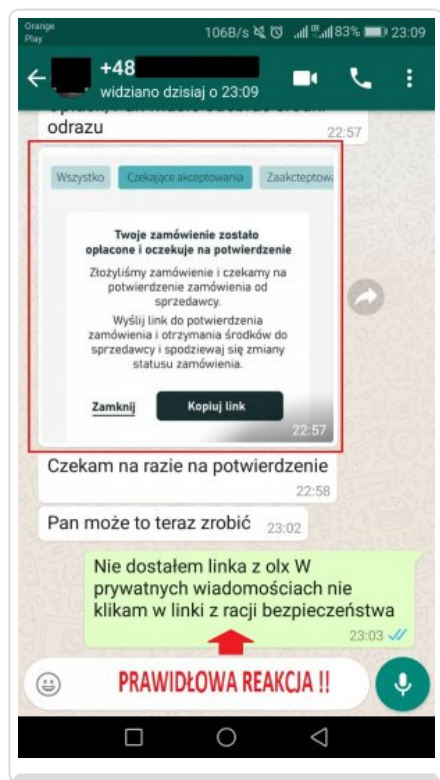 Orange
Play
106B/s
83%
23:09
+48
widziano dzisiaj o 23:09
odrazu
22:57
Wszystko
Czekające akceptowania
Zaakcteptowa
Twoje zamówienie zostało
opłacone i oczekuje na potwierdzenie
Złożyliśmy zamówienie i czekamy na
potwierdzenie zamówienia od
sprzedawcy.
Wyślij link do potwierdzenia
zamówienia i otrzymania środków do
sprzedawcy i spodziewaj się zmiany
statusu zamówienia.
Zamknij
Kopiuj link
22:57
Czekam na razie na potwierdzenie
22:58
Pan może to teraz zrobić
23:02
Nie dostałem linka z olx W
prywatnych wiadomościach nie
klikam w linki z racji bezpieczeństwa
23:03
PRAWIDŁOWA REAKCJA !!